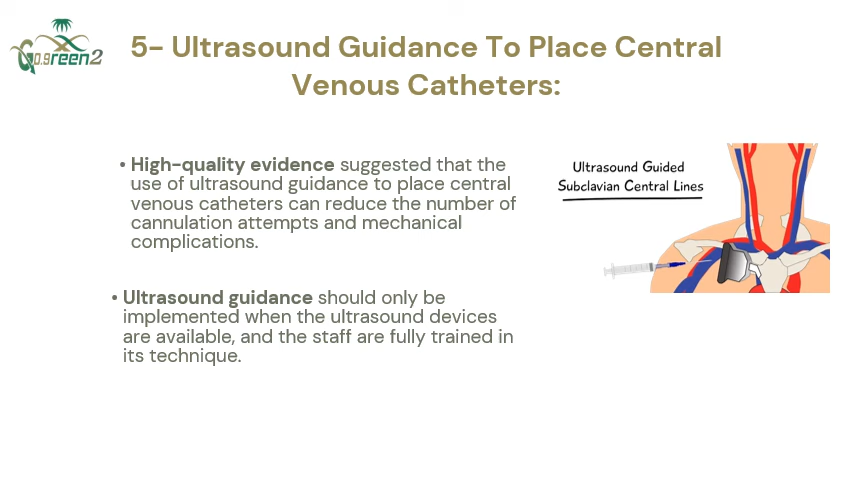 Go.green2
5- Ultrasound Guidance To Place Central
Venous Catheters:
• High-quality evidence suggested that the
use of ultrasound guidance to place central
venous catheters can reduce the number of
cannulation attempts and mechanical
complications.
Ultrasound Guided
Subclavian Central Lines
• Ultrasound guidance should only be
implemented when the ultrasound devices
are available, and the staff are fully trained in
its technique.